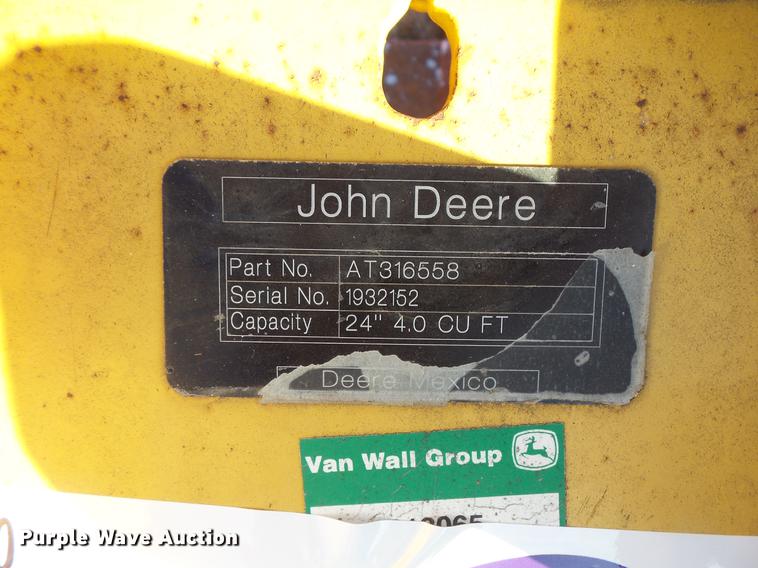 John Deere
Part No. AT316558
Serial No. 1932152
Capacity 24" 4.0 CU FT
Deere Mexico
Van Wall Group
Purple Wave Auction